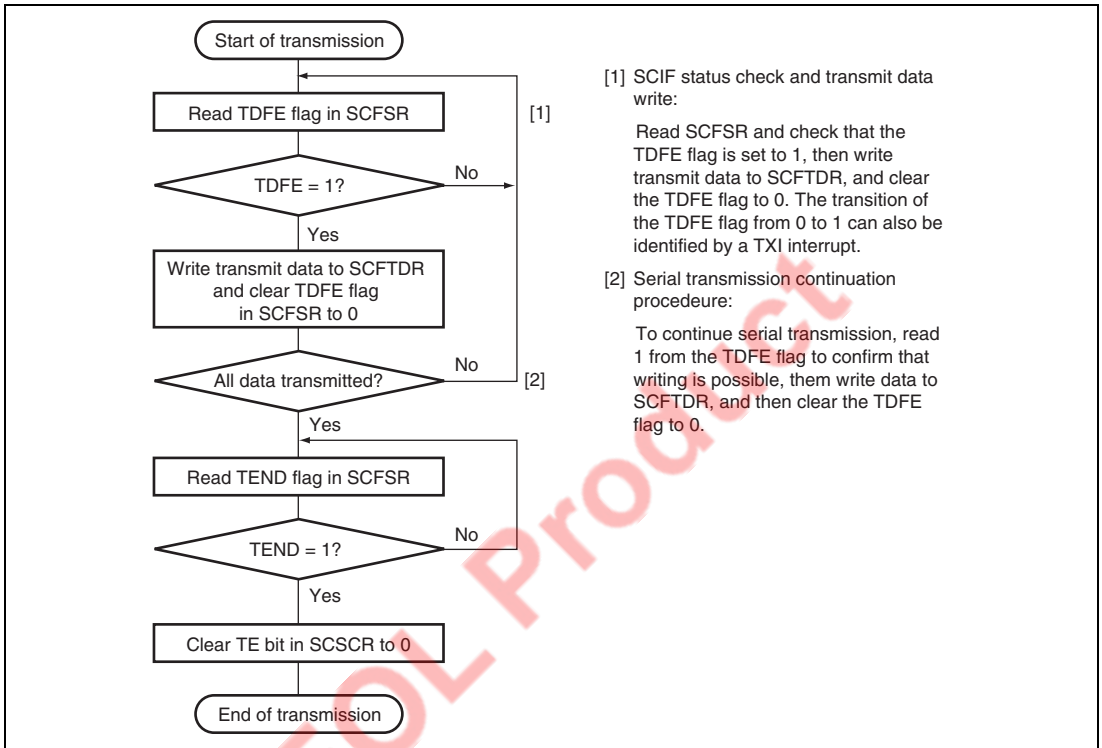 Start of transmission
Read TDFE flag in SCFSR
[1]
TDFE = 1?
No
Yes
Write transmit data to SCFTDR
and clear TDFE flag
in SCFSR to 0
All data transmitted?
No
[2]
Yes
Read TEND flag in SCFSR
TEND = 1?
No
Yes
Clear TE bit in SCSCR to 0
End of transmission
[1] SCIF status check and transmit data
write:
Read SCFSR and check that the
TDFE flag is set to 1, then write
transmit data to SCFTDR, and clear
the TDFE flag to 0. The transition of
the TDFE flag from 0 to 1 can also be
identified by a TXI interrupt.
[2] Serial transmission continuation
procedeure:
To continue serial transmission, read
1 from the TDFE flag to confirm that
writing is possible, them write data to
SCFTDR, and then clear the TDFE
flag to 0.
OL Product